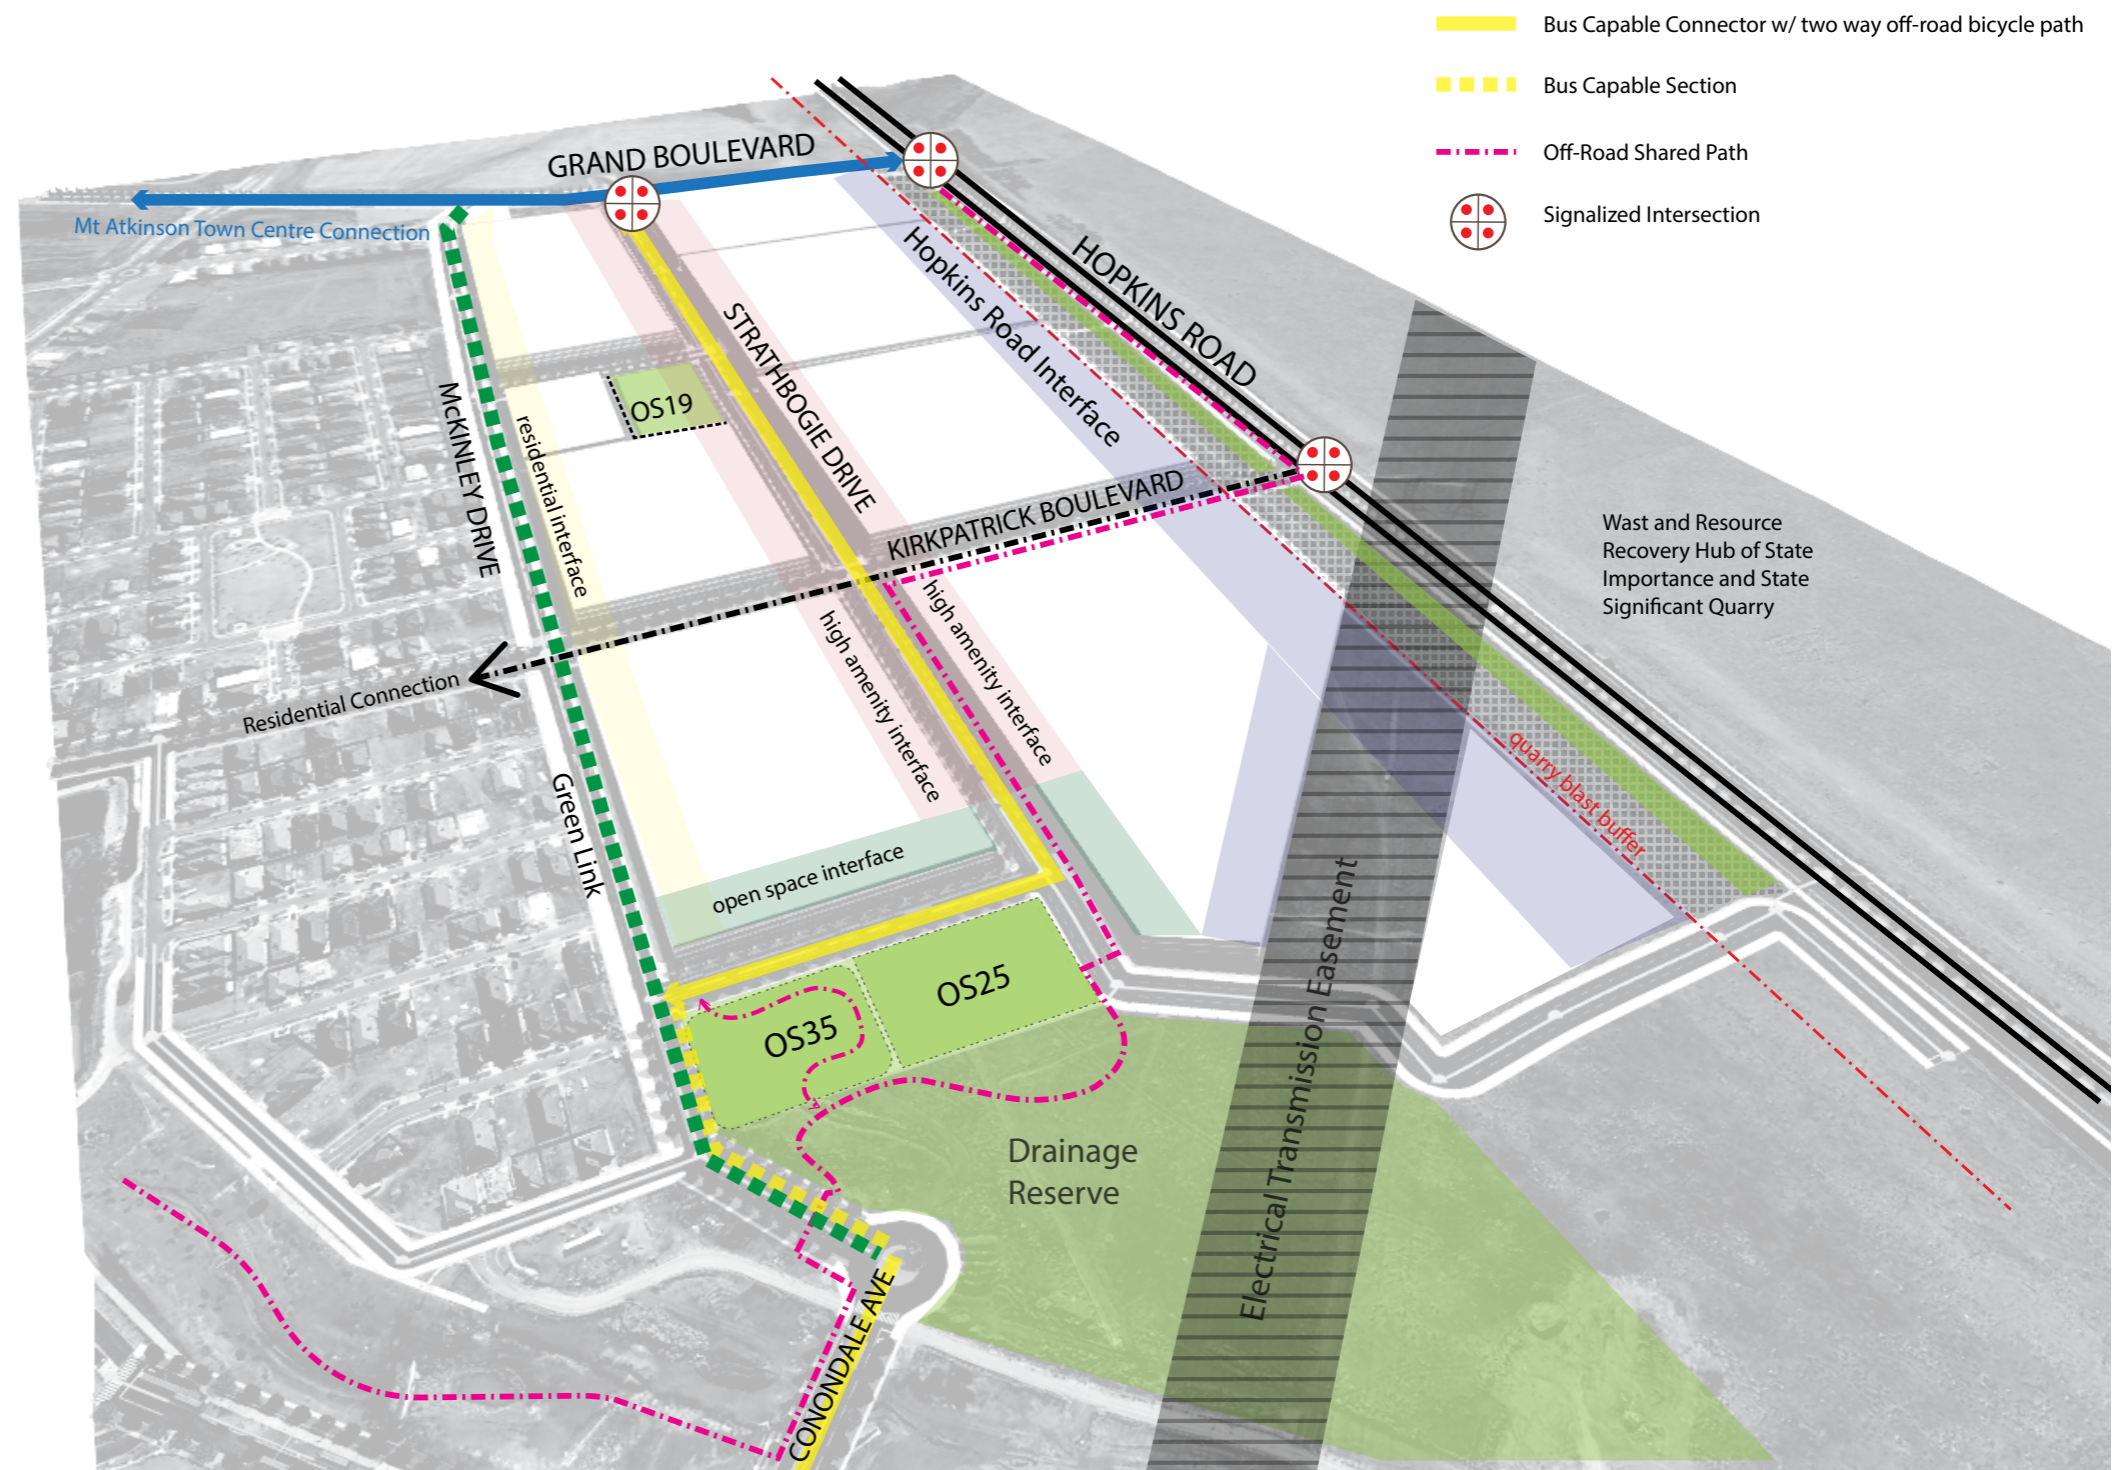 Bus Capable Connector w/ two way off-road bicycle path
Bus Capable Section
Off-Road Shared Path
Signalized Intersection
GRAND BOULEVARD
Mt Atkinson Town Centre Connection
HOPKINS ROAD
Hopkins Road Interface
STRATHBOGIE DRIVE
OS19
McKINLEY DRIVE
residential interface
KIRKPATRICK BOULEVARD
Wast and Resource
Recovery Hub of State
Importance and State
Significant Quarry
high amenity interface
high amenity interface
Residential Connection
Green Link
quarry blast buffer
open space interface
OS25
OS35
Electrical Transmission Easement
Drainage
Reserve
CONONDALE AVE